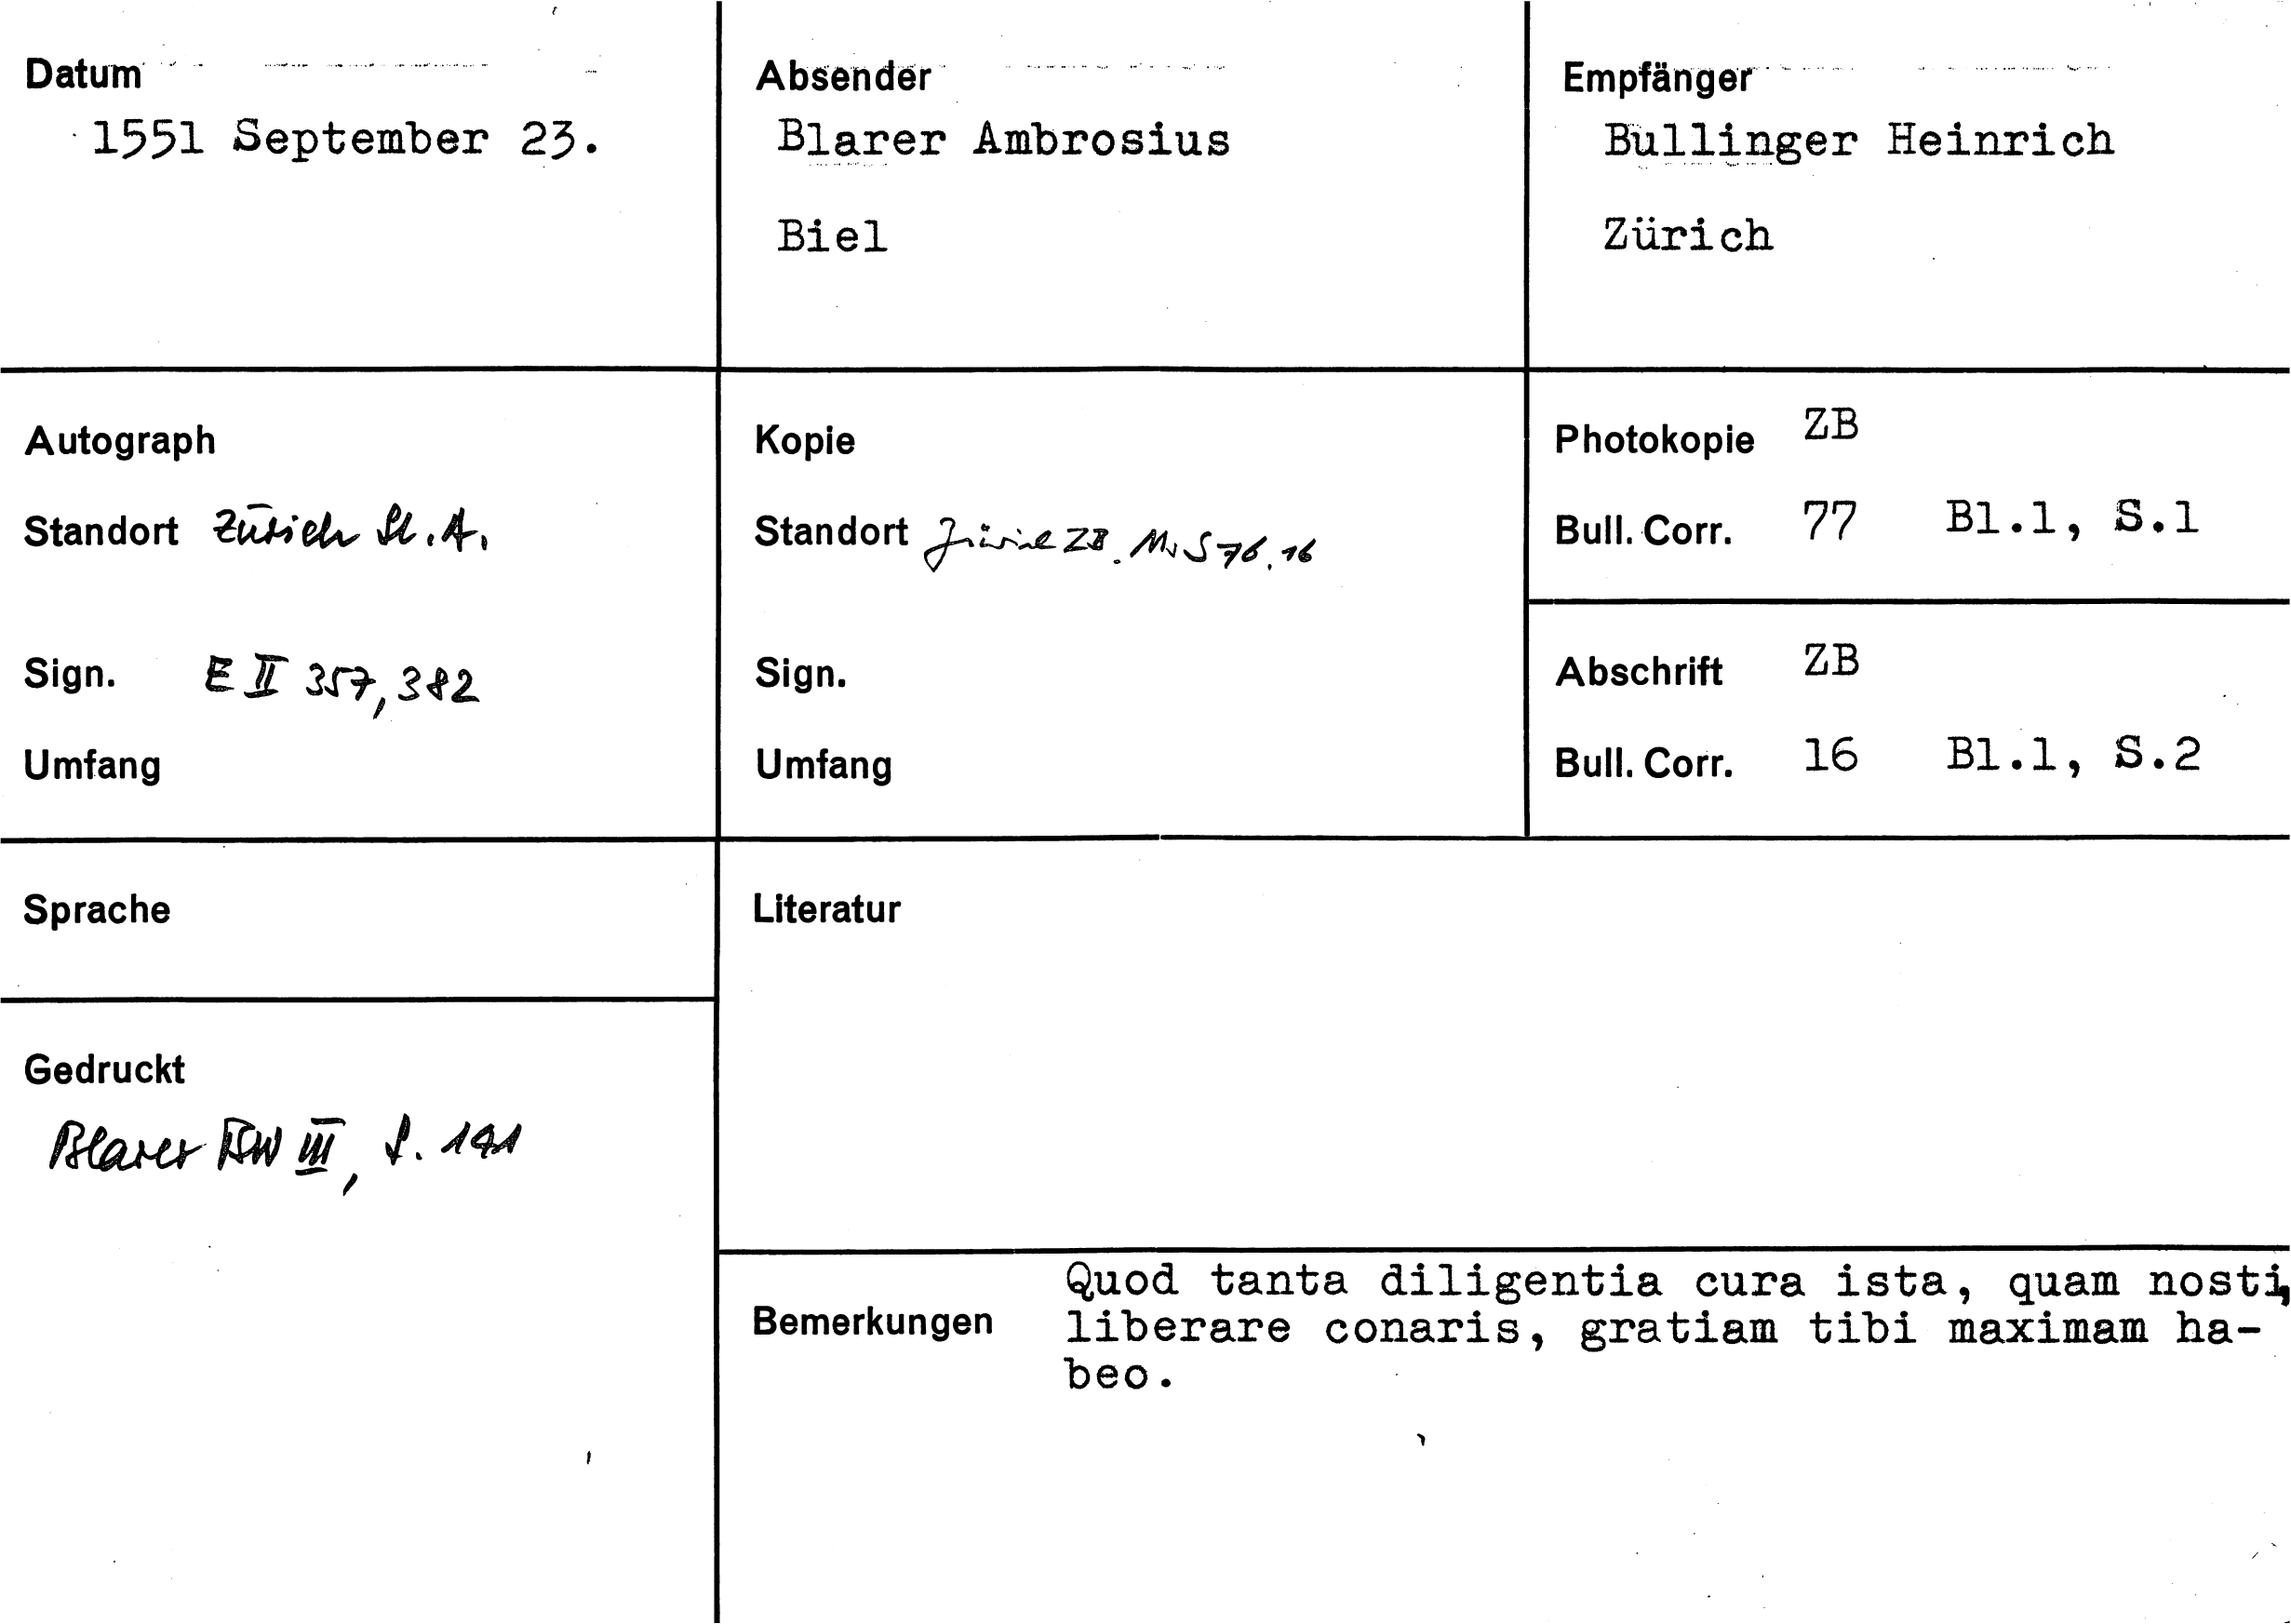 Datum
1551 September 23.
Absender
Blarer Ambrosius
Biel
Empfänger
Bullinger Heinrich
Zürich
Autograph
Standort Zürich St. A.
Sign. E II 357, 382
Umfang
Kopie
Standort Zürich ZB. Ms S 76, 16
Sign.
Umfang
Photokopie ZB
Bull. Corr. 77 Bl.1, S.1
Abschrift ZB
Bull. Corr. 16 Bl.1, S.2
Sprache
Gedruckt
Blarer BW III, S. 191
Literatur
Bemerkungen
Quod tanta diligentia cura ista, quam nosti,
liberare conaris, gratiam tibi maximam ha-
beo.